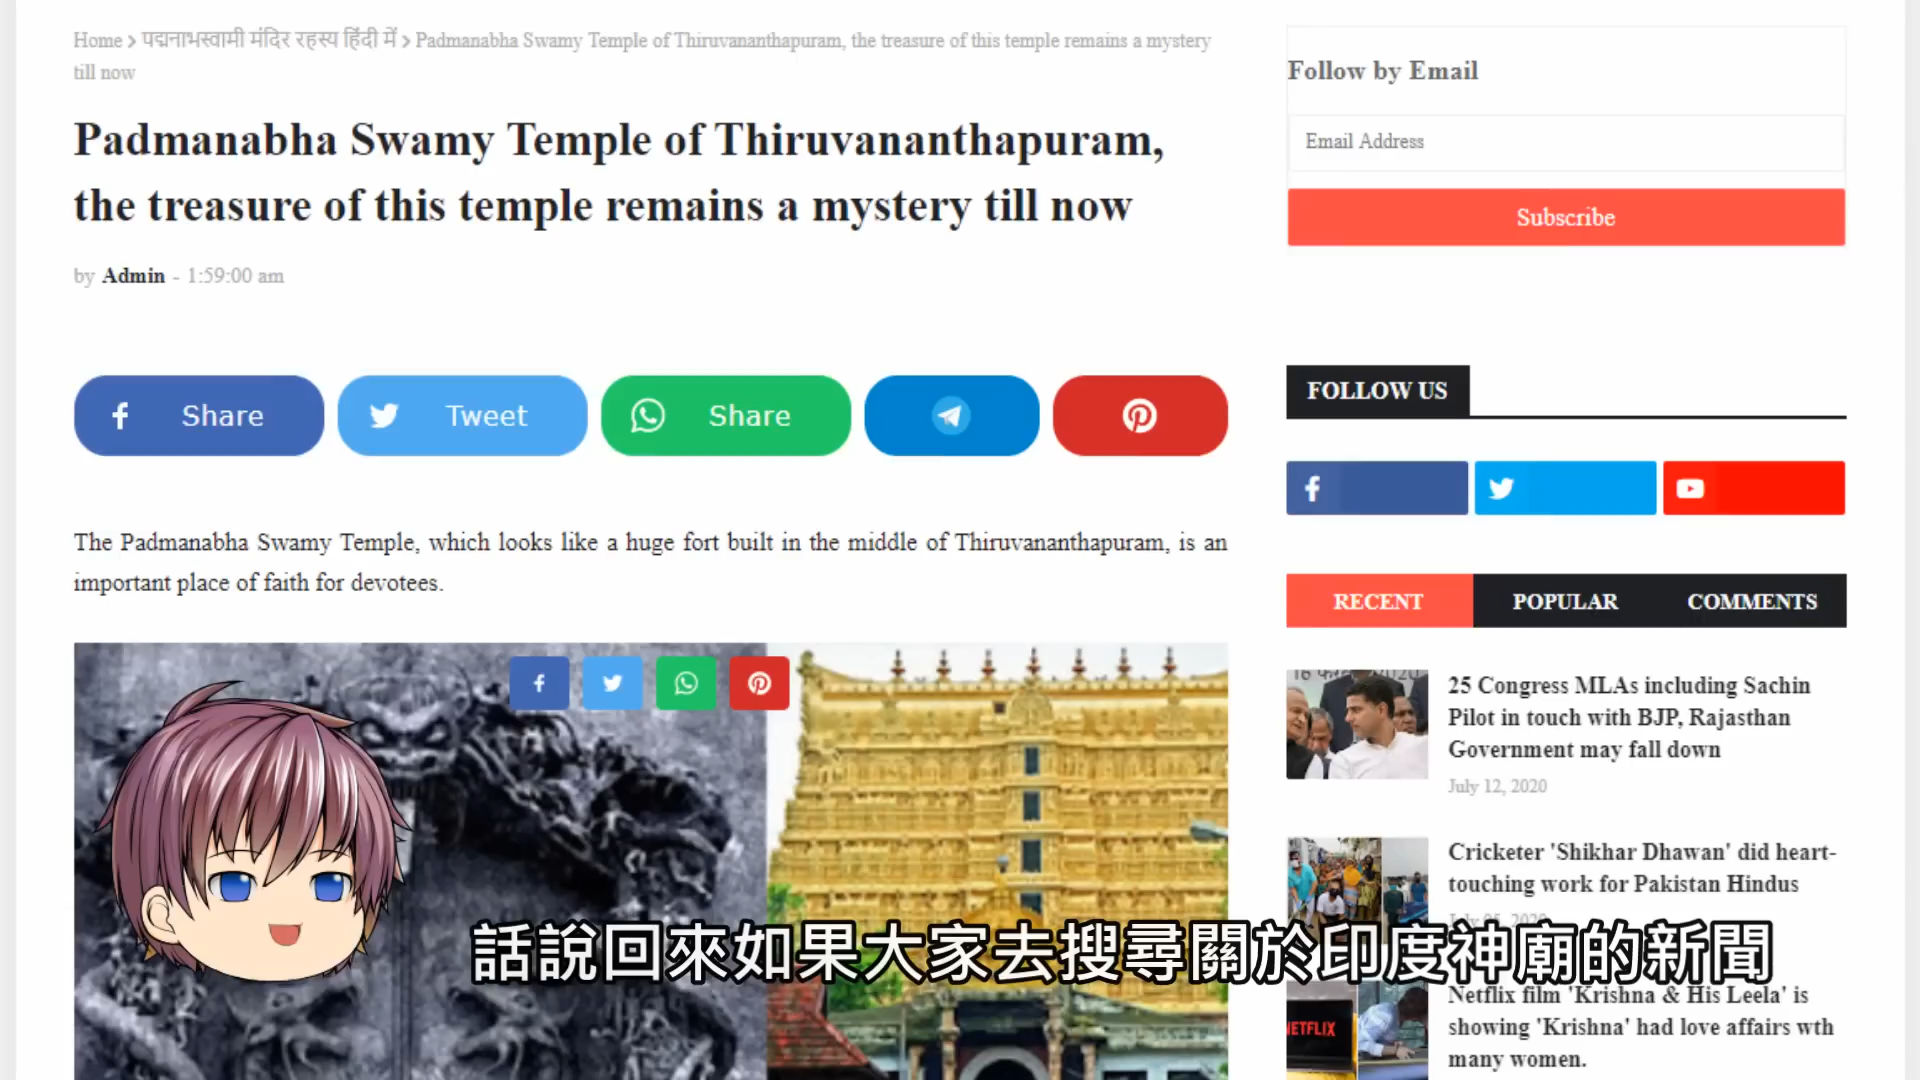 Home > पद्मनाभस्वामी मंदिर रहस्य हिंदी में > Padmanabha Swamy Temple of Thiruvananthapuram, the treasure of this temple remains a mystery
till now
Padmanabha Swamy Temple of Thiruvananthapuram,
the treasure of this temple remains a mystery till now
by Admin - 1:59:00 am
Share
Tweet
Share
The Padmanabha Swamy Temple, which looks like a huge fort built in the middle of Thiruvananthapuram, is an
important place of faith for devotees.
Follow by Email
Email Address
Subscribe
FOLLOW US
RECENT
POPULAR
COMMENTS
25 Congress MLAs including Sachin
Pilot in touch with BJP, Rajasthan
Government may fall down
July 12, 2020
Cricketer 'Shikhar Dhawan' did heart-
touching work for Pakistan Hindus
July 05, 2020
Netflix film 'Krishna & His Leela' is
showing 'Krishna' had love affairs wth
many women.
NETFLIX
話說回來如果大家去搜尋關於印度神廟的新聞